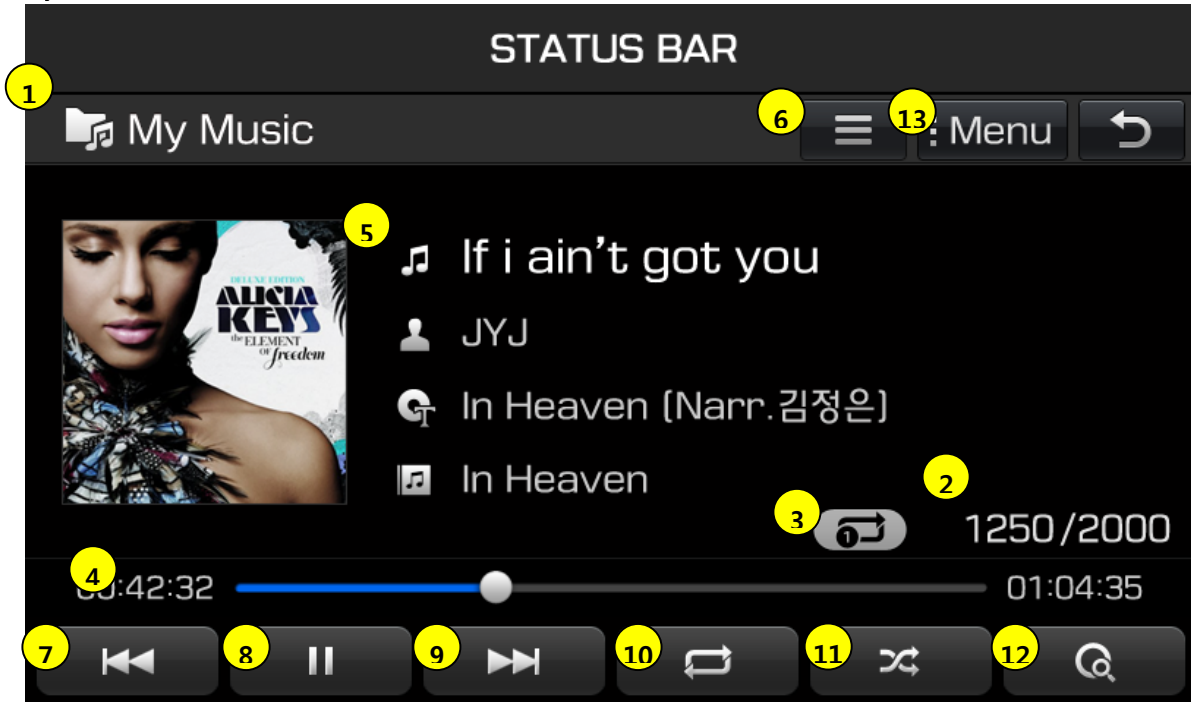 STATUS BAR
1
My Music
6
13
Menu
5
If i ain't got you
DELUXE EDITION
ALICIA
KEYS
the ELEMENT
OF freedom
JYJ
In Heaven (Narr.김정은)
In Heaven
2
3
1
1250/2000
4
:42:32
01:04:35
7
8
9
10
11
12